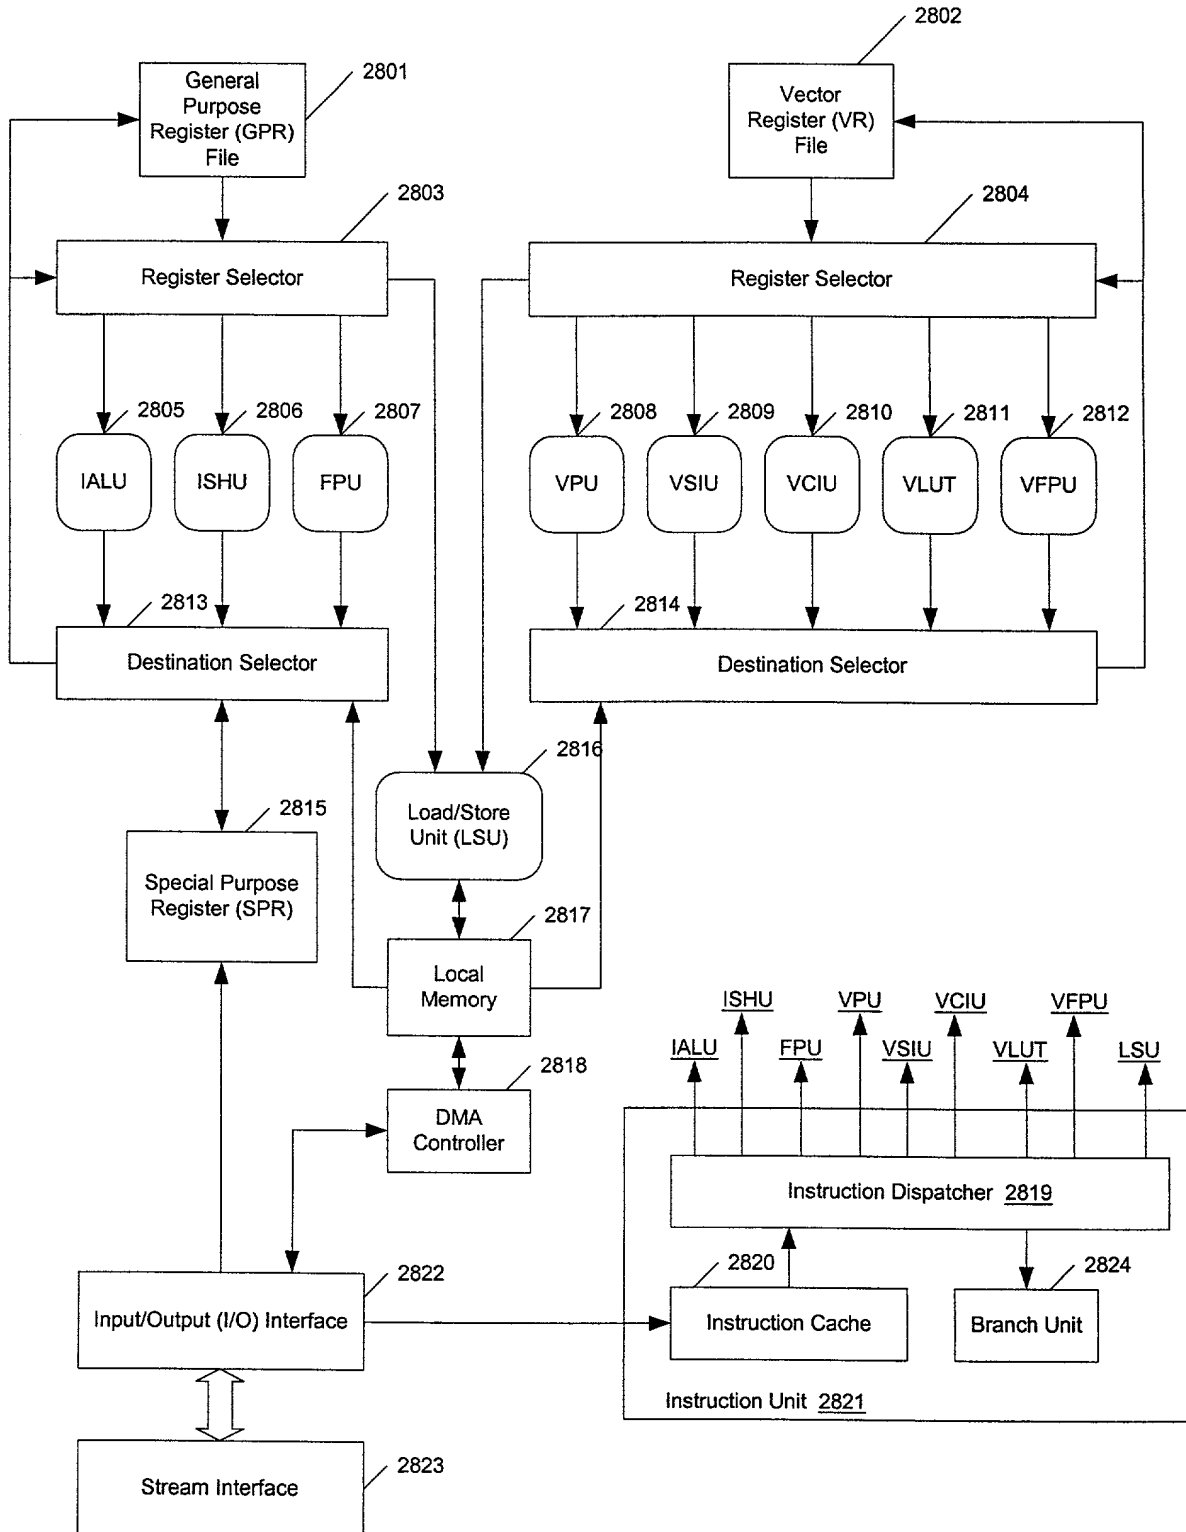 2802
2801
General
Purpose
Register (GPR)
File
Vector
Register (VR)
File
2803
2804
Register Selector
Register Selector
2805
2806
2807
2808
2809
2810
2811
2812
IALU
ISHU
FPU
VPU
VSIU
VCIU
VLUT
VFPU
2813
2814
Destination Selector
Destination Selector
2816
2815
Load/Store
Unit (LSU)
Special Purpose
Register (SPR)
2817
Local
Memory
ISHU
VPU
VCIU
VFPU
IALU
FPU
VSIU
VLUT
LSU
2818
DMA
Controller
Instruction Dispatcher 2819
2820
2824
2822
Input/Output (I/O) Interface
Instruction Cache
Branch Unit
Instruction Unit 2821
2823
Stream Interface